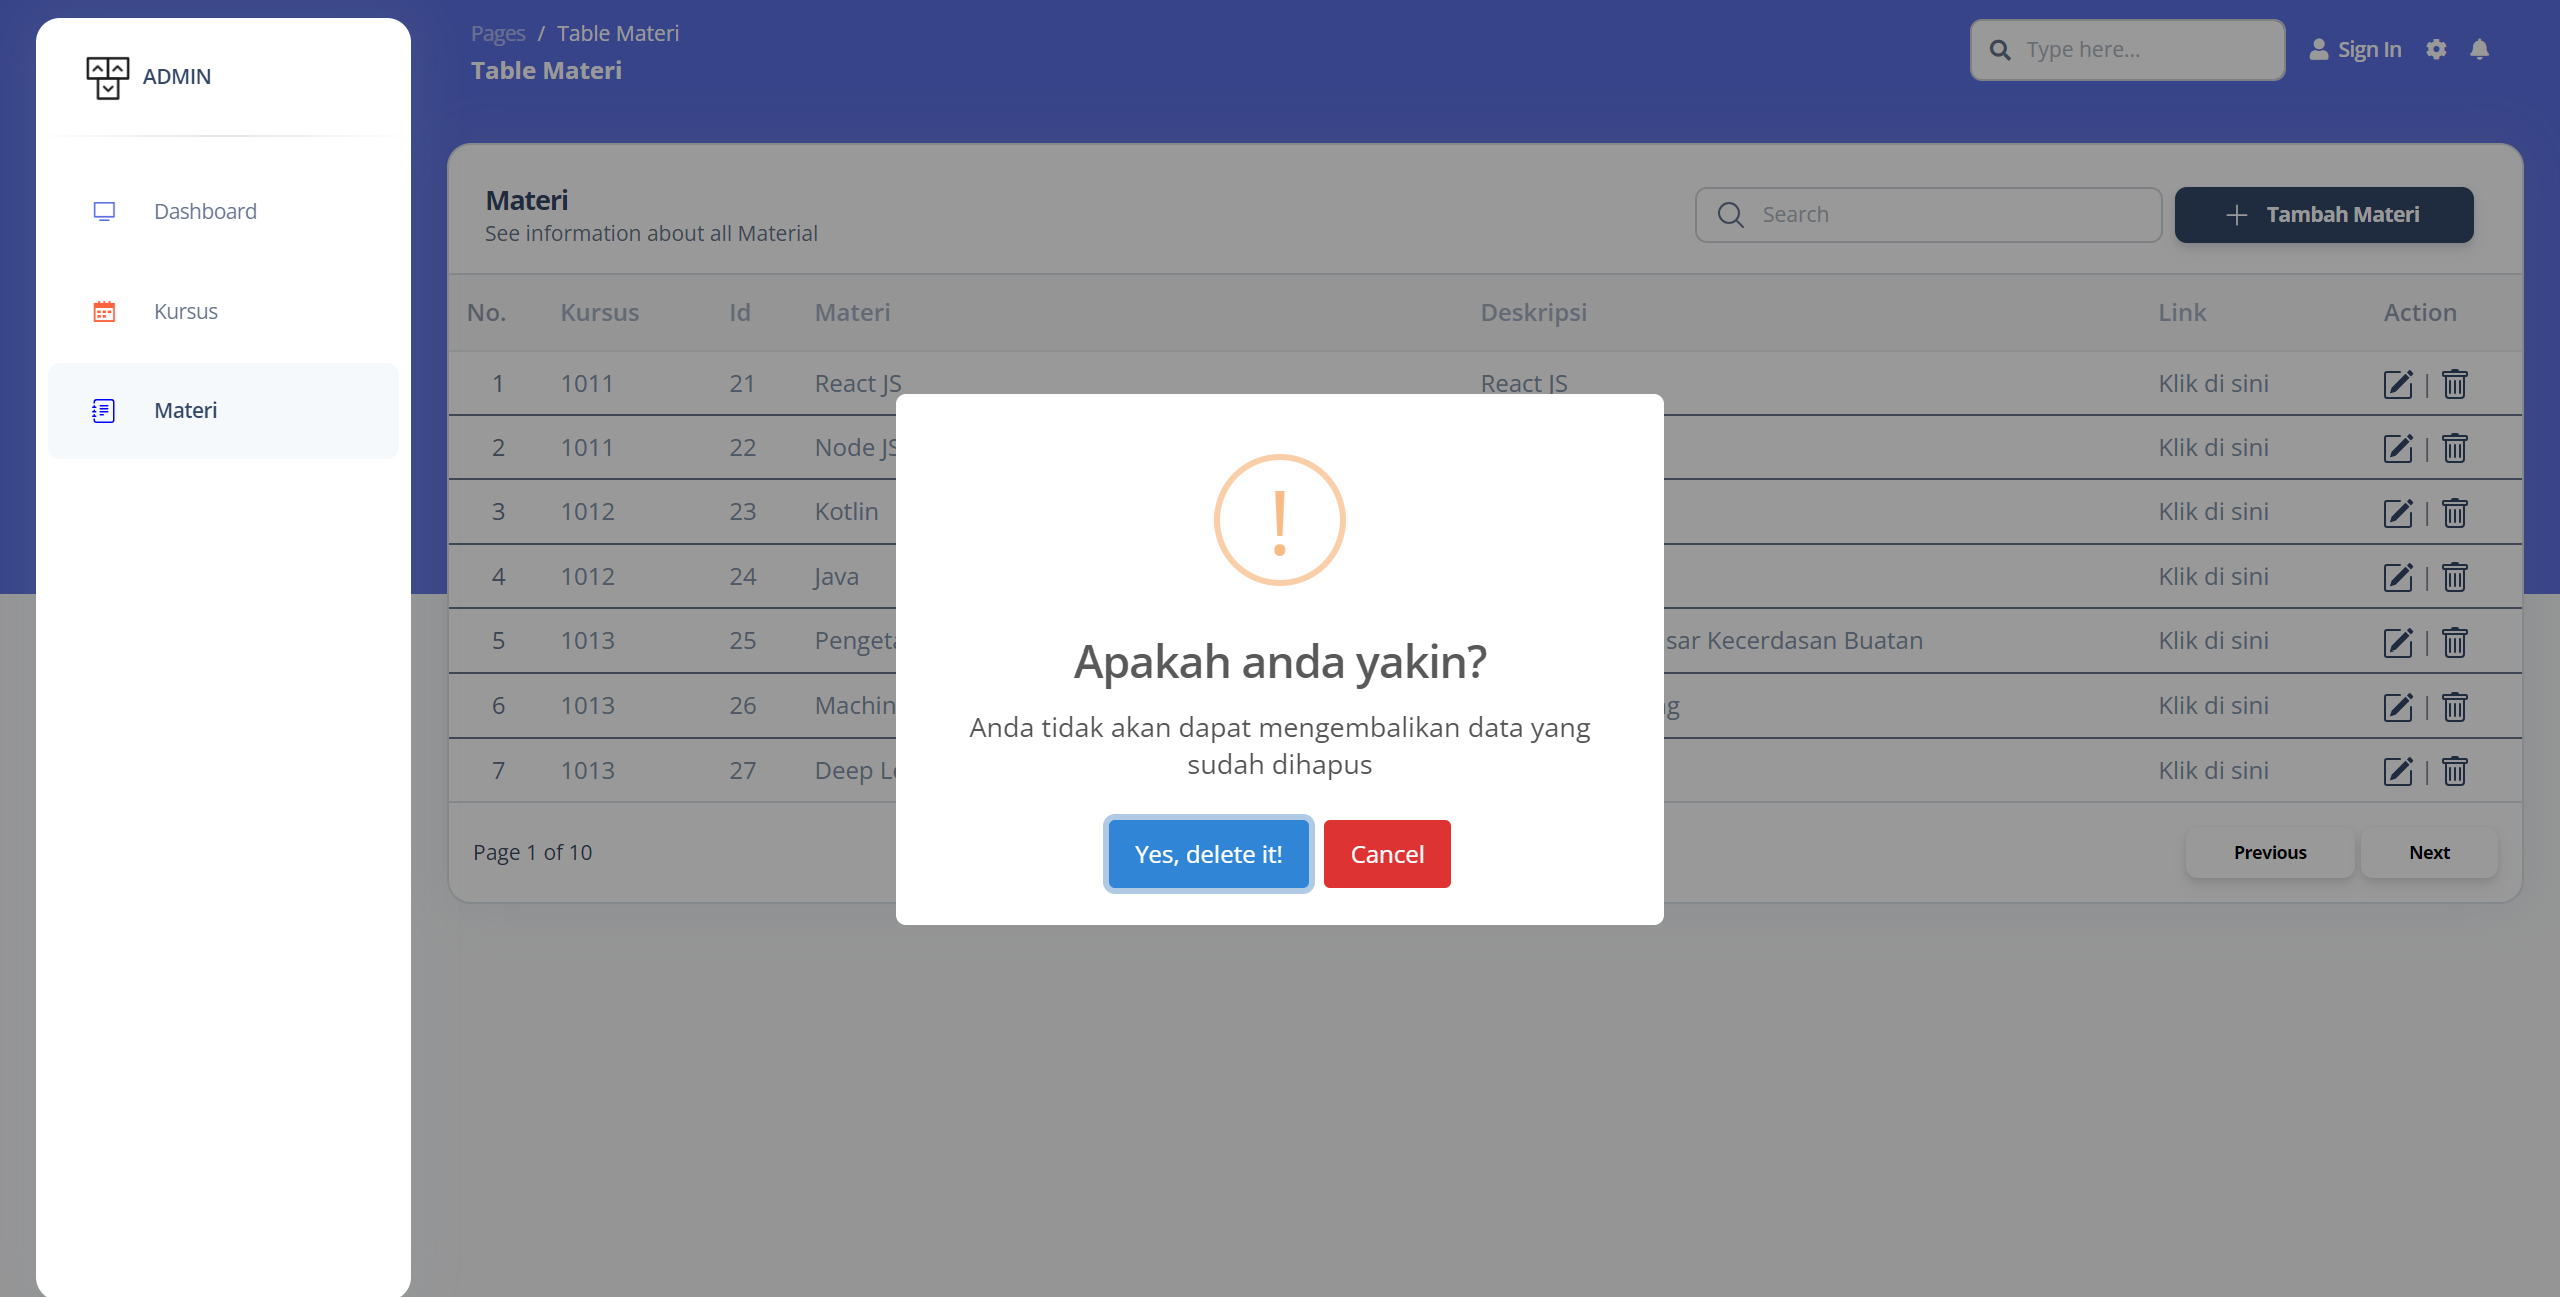 ADMIN
Dashboard
Kursus
Materi
Pages / Table Materi
Table Materi
Type here...
Sign In
Materi
See information about all Material
Search
Tambah Materi
No. Kursus Id Materi Deskripsi Link Action
1 1011 21 React JS React JS Klik di sini |
2 1011 22 Node JS Klik di sini |
3 1012 23 Kotlin Klik di sini |
4 1012 24 Java Klik di sini |
5 1013 25 Kecerdasan Buatan Klik di sini |
6 1013 26 Klik di sini |
7 1013 27 Deep Klik di sini |
Page 1 of 10
Previous
Next
!
Apakah anda yakin?
Anda tidak akan dapat mengembalikan data yang
sudah dihapus
Yes, delete it!
Cancel